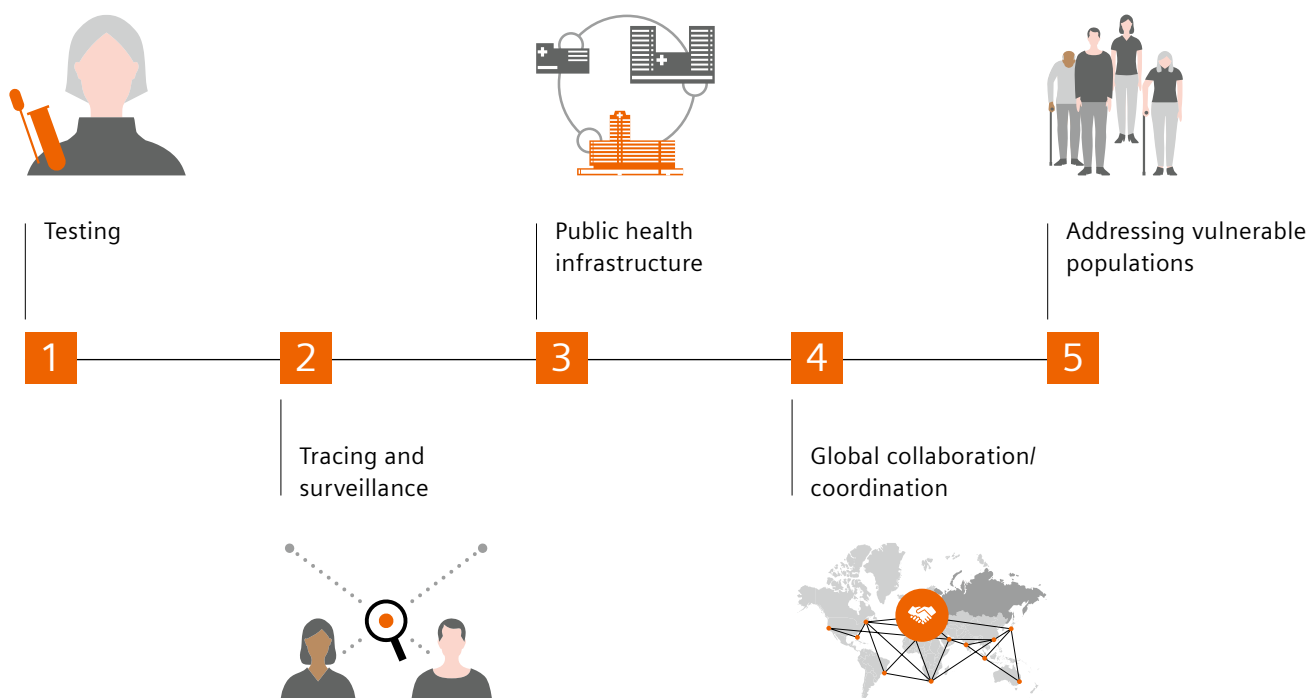 Testing
Public health
infrastructure
Addressing vulnerable
populations
1
2
3
4
5
Tracing and
surveillance
Global collaboration/
coordination